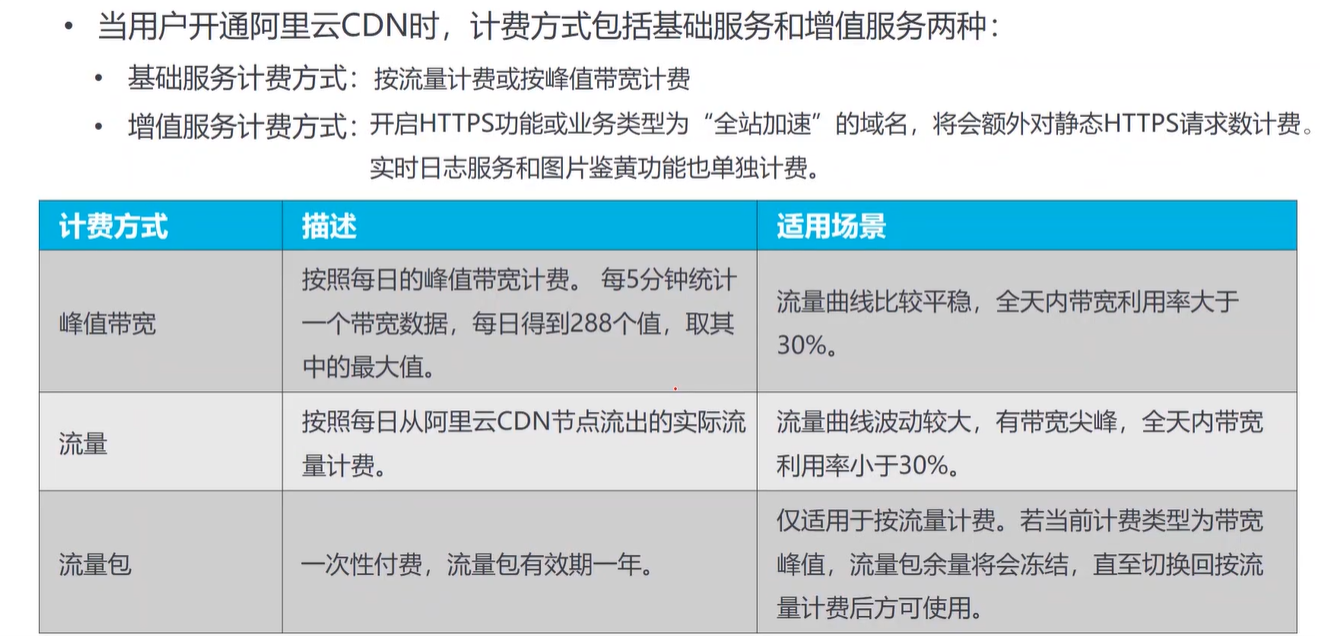 • 当用户开通阿里云CDN时，计费方式包括基础服务和增值服务两种：
• 基础服务计费方式：按流量计费或按峰值带宽计费
• 增值服务计费方式：开启HTTPS功能或业务类型为“全站加速”的域名，将会额外对静态HTTPS请求数计费。
实时日志服务和图片鉴黄功能也单独计费。
计费方式 描述 适用场景
峰值带宽
按照每日的峰值带宽计费。 每5分钟统计
一个带宽数据，每日得到288个值，取其
中的最大值。
流量曲线比较平稳，全天内带宽利用率大于
30%。
流量
按照每日从阿里云CDN节点流出的实际流
量计费。
流量曲线波动较大，有带宽尖峰，全天内带宽
利用率小于30%。
流量包
一次性付费，流量包有效期一年。
仅适用于按流量计费。若当前计费类型为带宽
峰值，流量包余量将会冻结，直至切换回按流
量计费后方可使用。